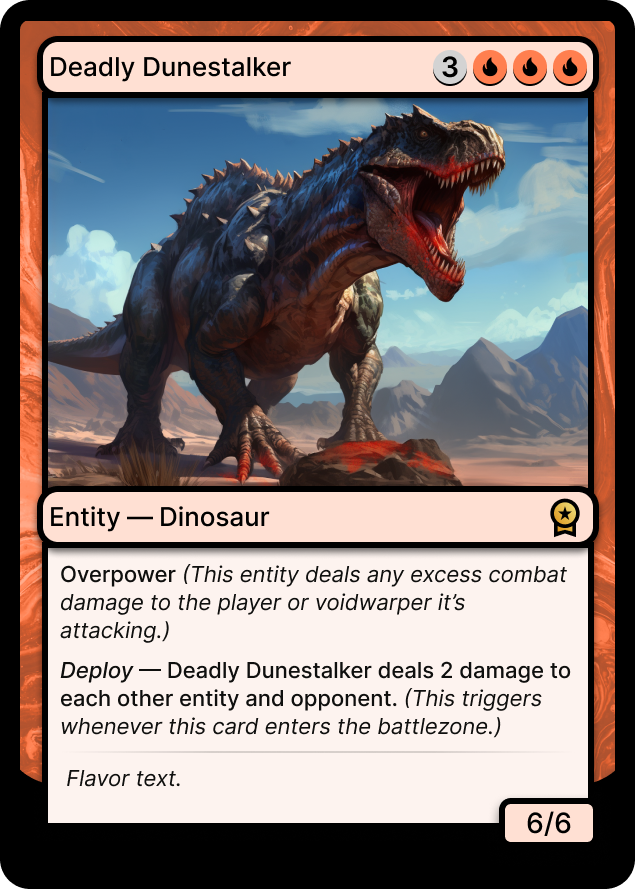 Deadly Dunestalker 3
Entity — Dinosaur
Overpower (This entity deals any excess combat
damage to the player or voidwarper it’s
attacking.)
Deploy — Deadly Dunestalker deals 2 damage to
each other entity and opponent. (This triggers
whenever this card enters the battlezone.)
Flavor text.
6/6